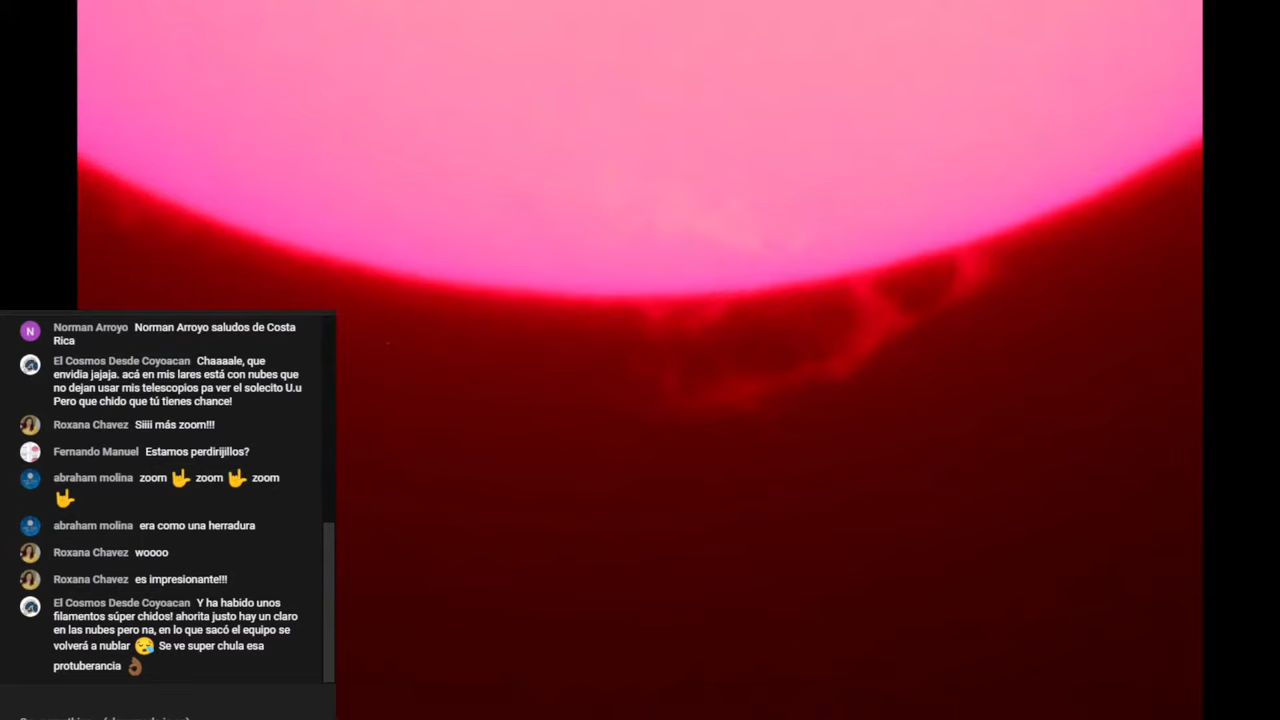 Norman Arroyo Norman Arroyo saludos de Costa
Rica
El Cosmos Desde Coyoacan Chaaaale, que
envidia jajaja. acá en mis lares está con nubes que
no dejan usar mis telescopios pa ver el solecito U.u
Pero que chido que tú tienes chance!
Roxana Chavez Siiii más zoom!!!
Fernando Manuel Estamos perdirijillos?
abraham molina zoom 🤟 zoom 🤟 zoom
🤟
abraham molina era como una herradura
Roxana Chavez woooo
Roxana Chavez es impresionante!!!
El Cosmos Desde Coyoacan Y ha habido unos
filamentos súper chidos! ahorita justo hay un claro
en las nubes pero na, en lo que sacó el equipo se
volverá a nublar 😪 Se ve super chula esa
protuberancia 👌🏾